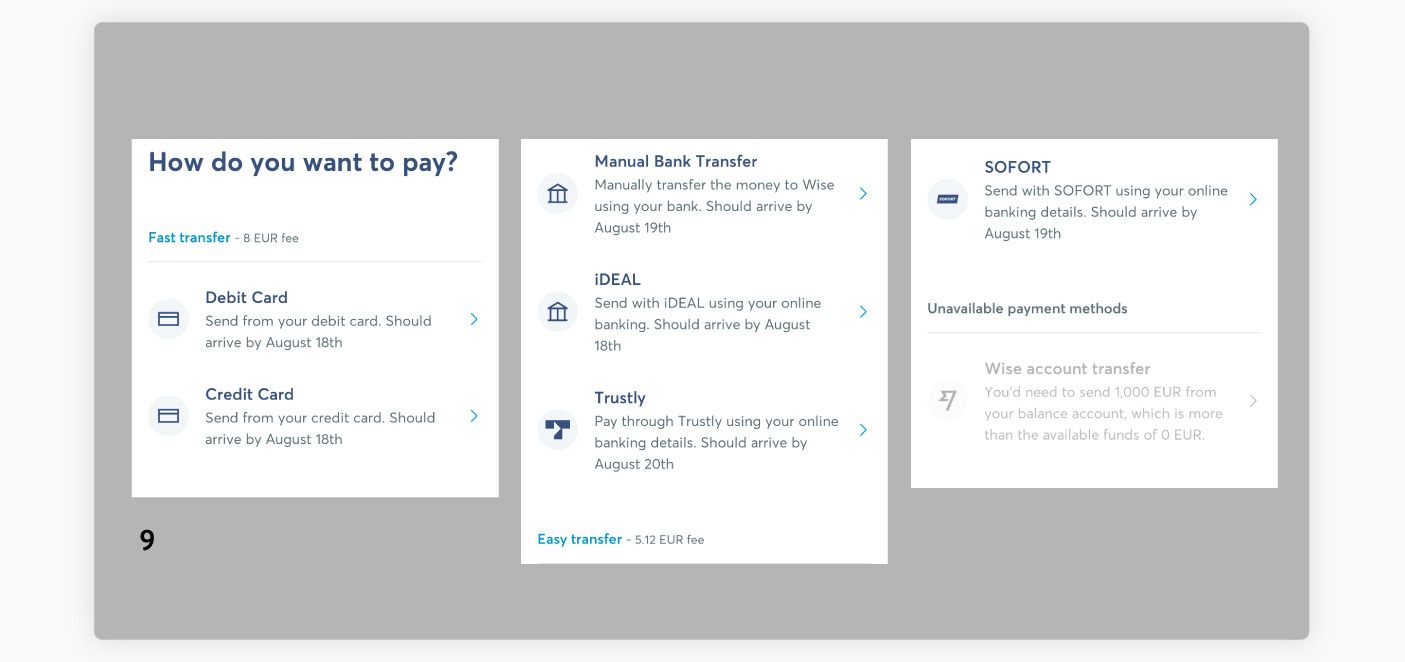 How do you want to pay?
Fast transfer - 8 EUR fee
Debit Card
Send from your debit card. Should
arrive by August 18th
Credit Card
Send from your credit card. Should
arrive by August 18th
9
Manual Bank Transfer
Manually transfer the money to Wise
using your bank. Should arrive by
August 19th
iDEAL
Send with iDEAL using your online
banking. Should arrive by August
18th
Trustly
Pay through Trustly using your online
banking details. Should arrive by
August 20th
Easy transfer - 5.12 EUR fee
SOFORT
SOFORT
Send with SOFORT using your online
banking details. Should arrive by
August 19th
Unavailable payment methods
Wise account transfer
You'd need to send 1,000 EUR from
your balance account, which is more
than the available funds of 0 EUR.